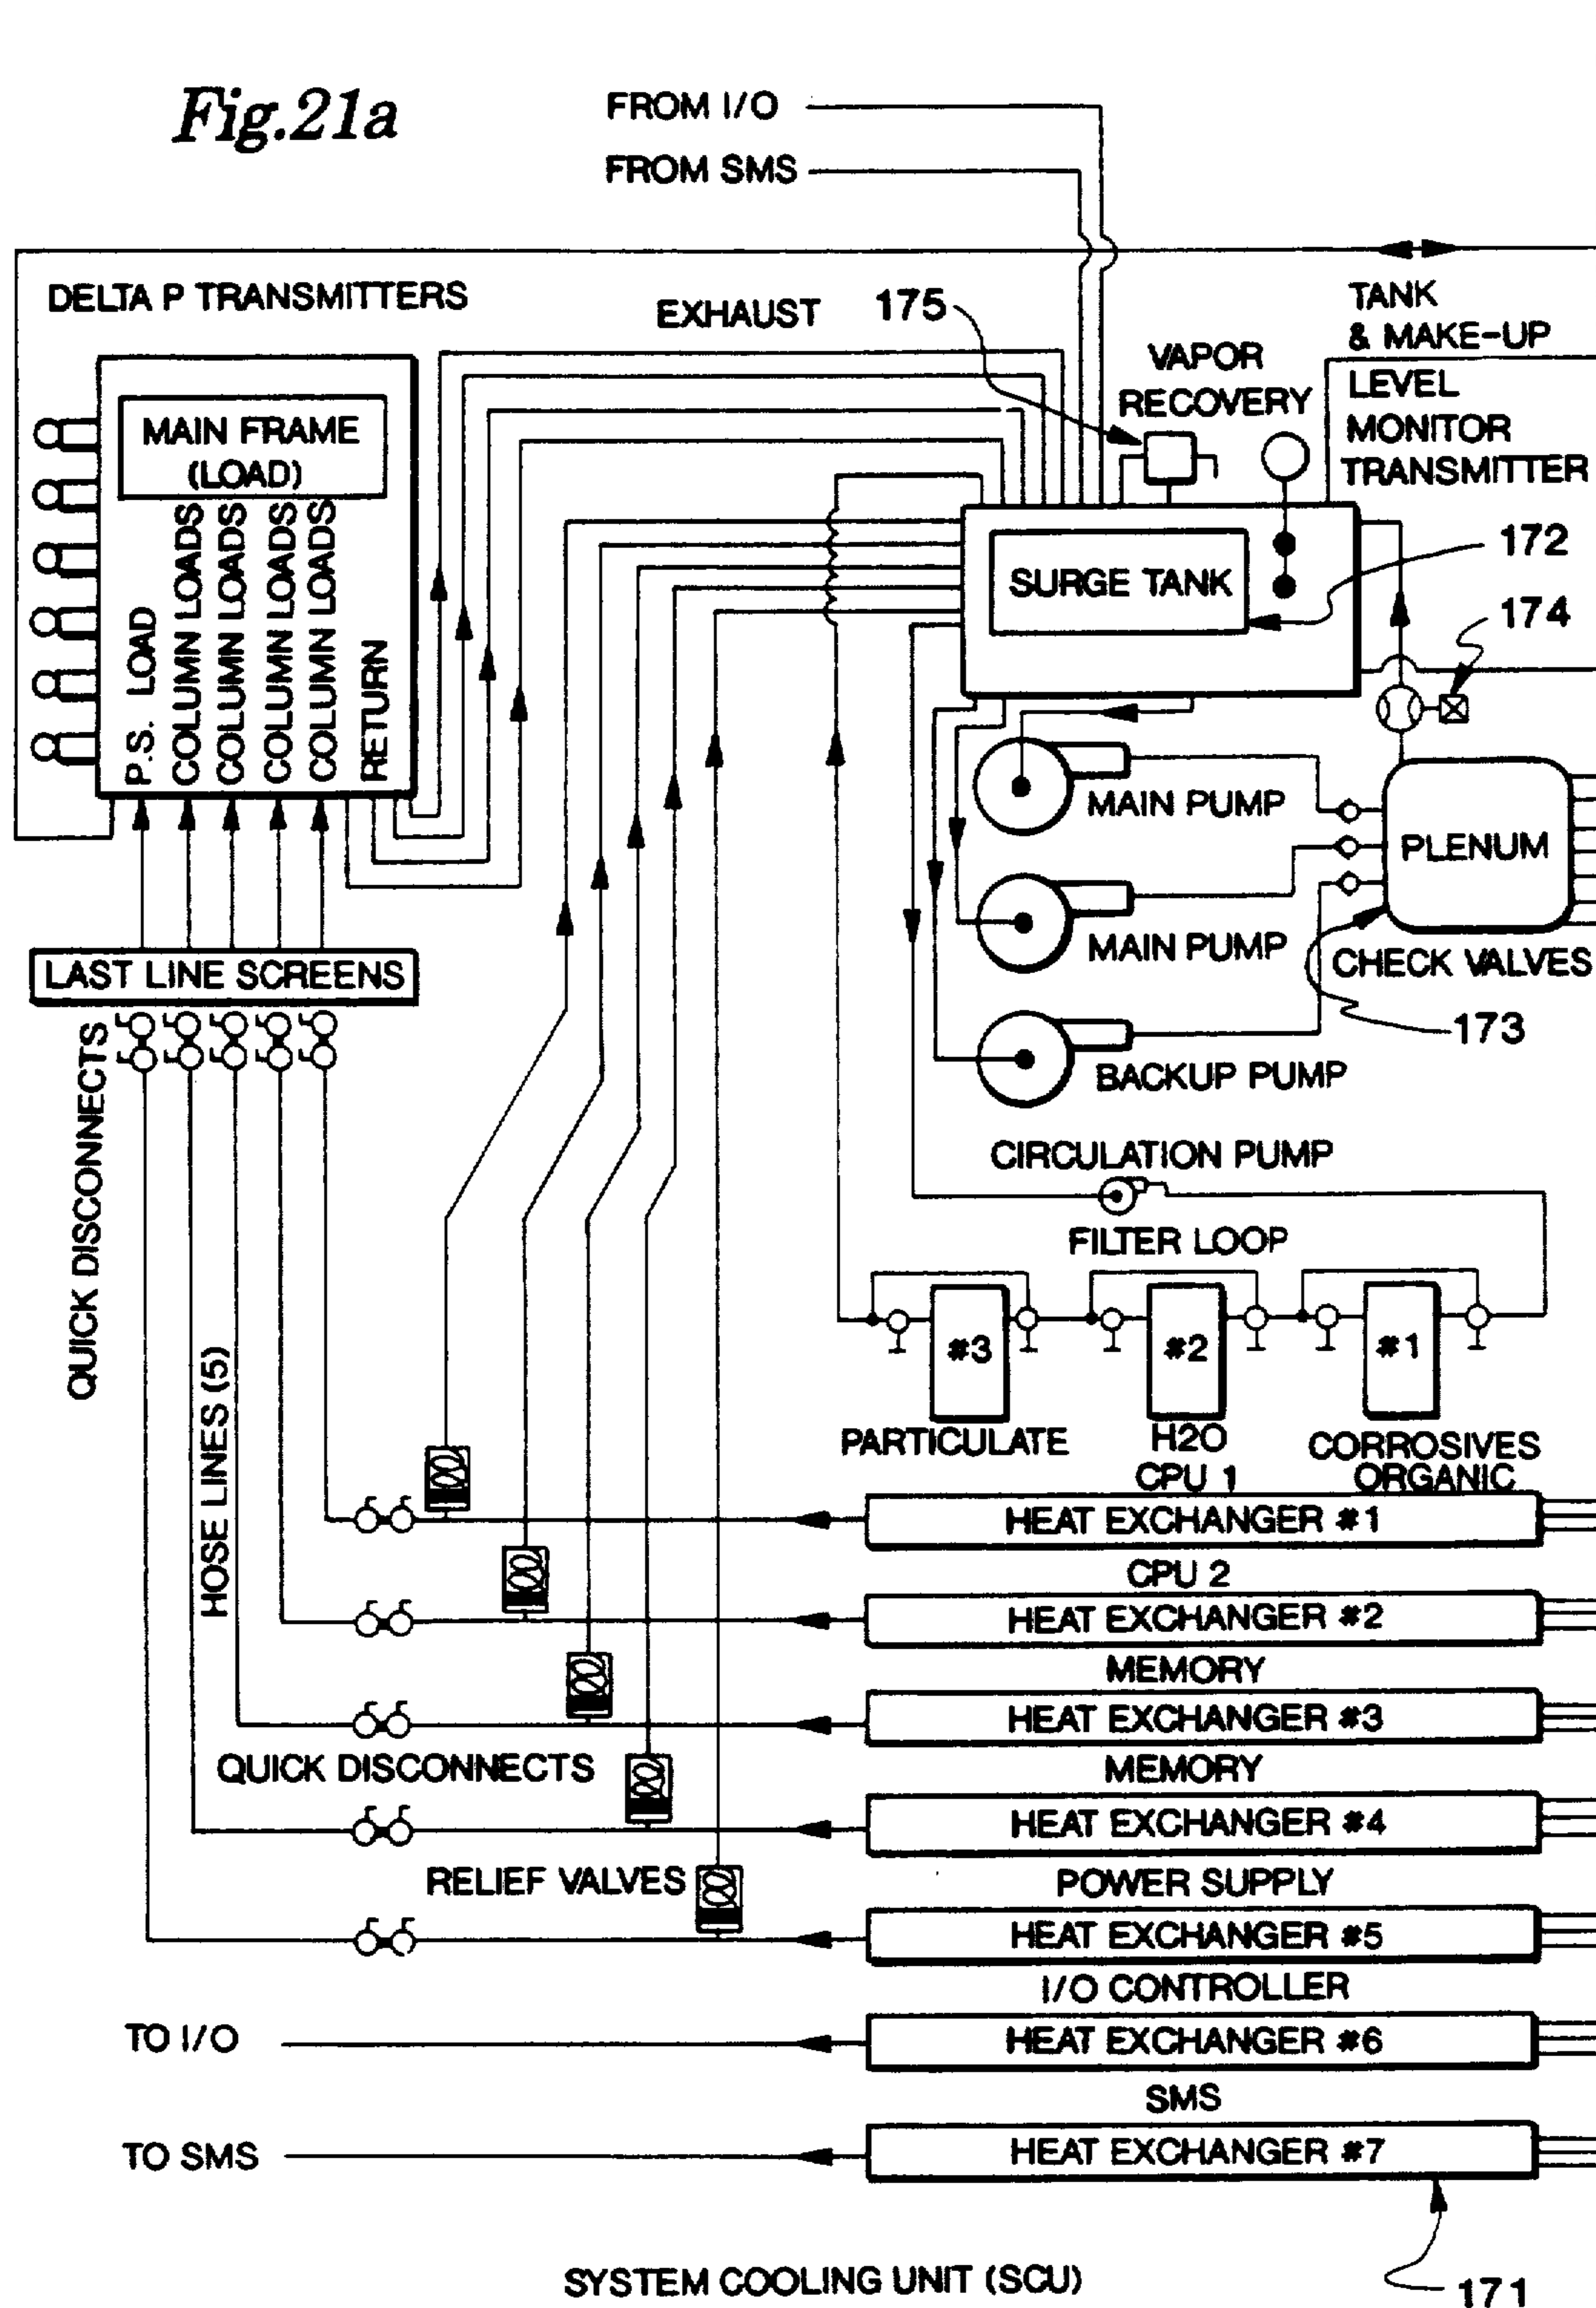 Fig.21a
FROM I/O
FROM SMS
DELTA P TRANSMITTERS
EXHAUST
175
VAPOR
RECOVERY
TANK
& MAKE-UP
LEVEL
MONITOR
TRANSMITTER
MAIN FRAME
(LOAD)
P.S. LOAD
COLUMN LOADS
COLUMN LOADS
COLUMN LOADS
COLUMN LOADS
RETURN
SURGE TANK
172
174
MAIN PUMP
PLENUM
MAIN PUMP
CHECK VALVES
173
BACKUP PUMP
LAST LINE SCREENS
QUICK DISCONNECTS
HOSE LINES (5)
CIRCULATION PUMP
FILTER LOOP
#3
#2
#1
PARTICULATE
H2O
CORROSIVES
ORGANIC
CPU 1
HEAT EXCHANGER #1
CPU 2
HEAT EXCHANGER #2
MEMORY
HEAT EXCHANGER #3
QUICK DISCONNECTS
MEMORY
HEAT EXCHANGER #4
RELIEF VALVES
POWER SUPPLY
HEAT EXCHANGER #5
I/O CONTROLLER
TO I/O
HEAT EXCHANGER #6
SMS
TO SMS
HEAT EXCHANGER #7
SYSTEM COOLING UNIT (SCU)
171